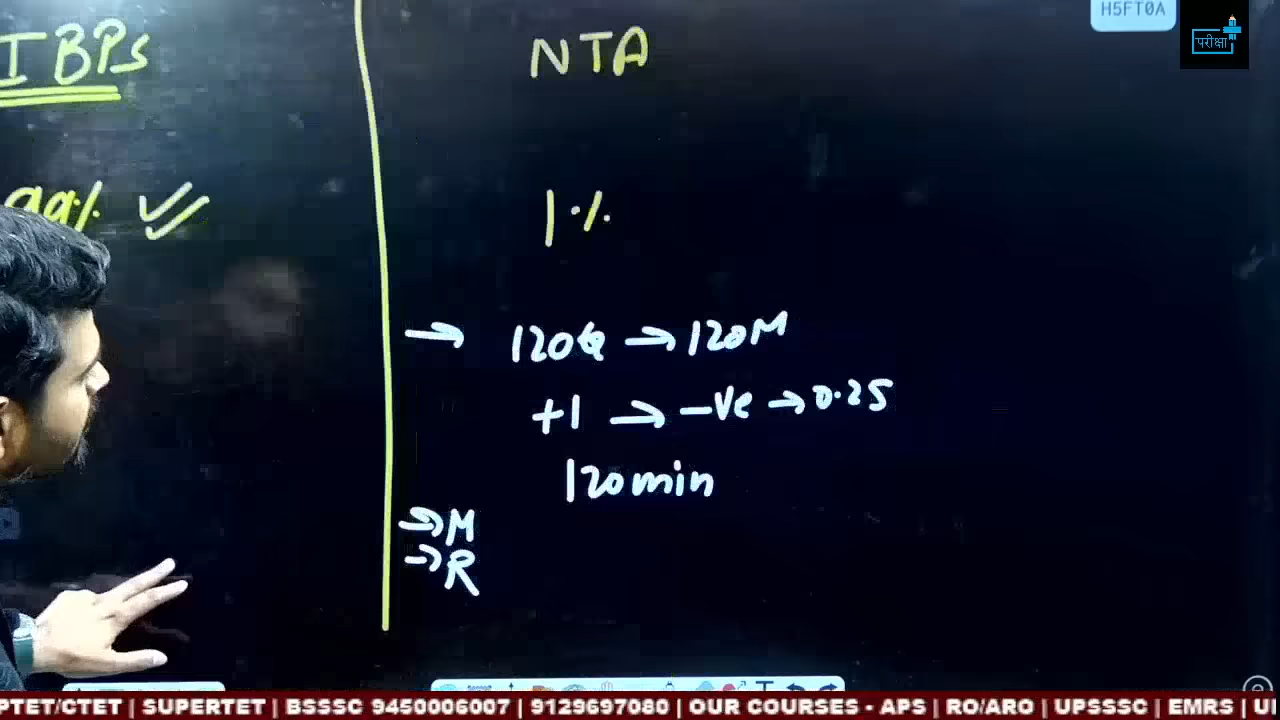 H5FT0A
परीक्षा
IBPS
NTA
99%
1%
→ 120Q → 120M
+1 → -Ve → 0.25
120min
→ M
→ R
PTET/CTET | SUPERTET | BSSSC 9450006007 | 9129697080 | OUR COURSES - APS | RO/ARO | UPSSSC | EMRS |